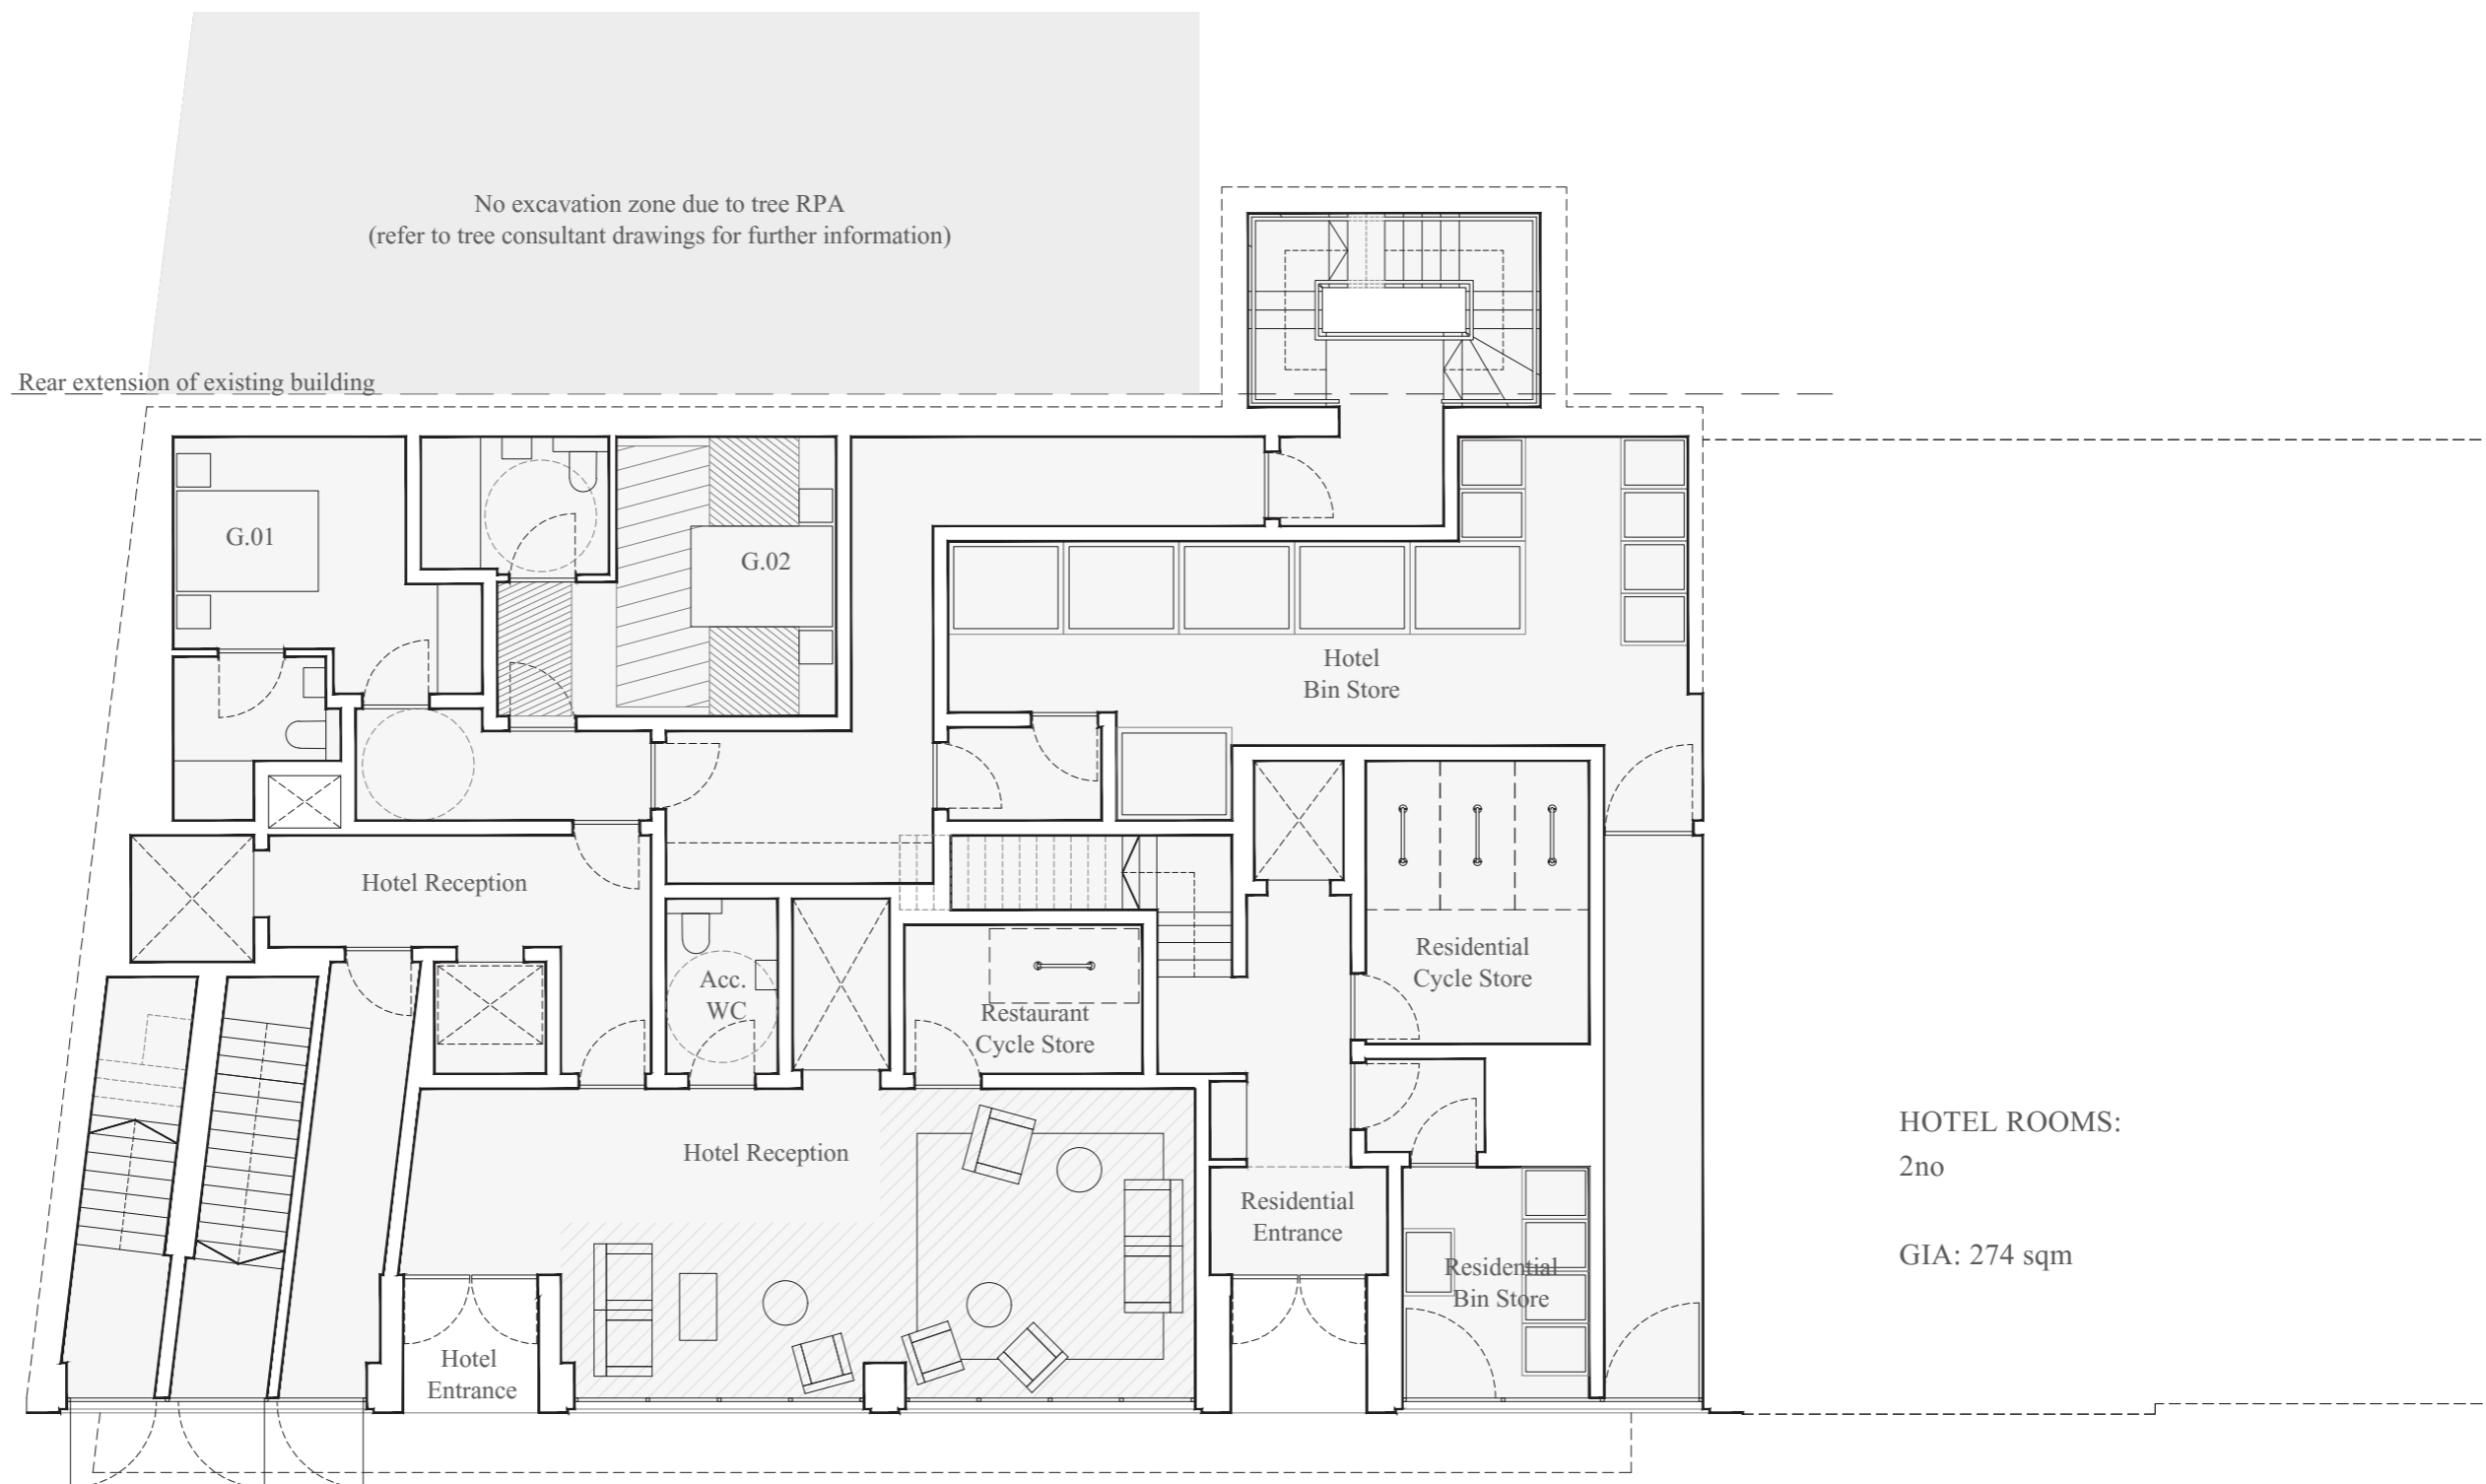 No excavation zone due to tree RPA
(refer to tree consultant drawings for further information)
Rear extension of existing building
G.01
G.02
Hotel
Bin Store
Hotel Reception
Acc.
WC
Restaurant
Cycle Store
Residential
Cycle Store
Hotel Reception
Residential
Entrance
Residential
Bin Store
Hotel
Entrance
HOTEL ROOMS:
2no
GIA: 274 sqm